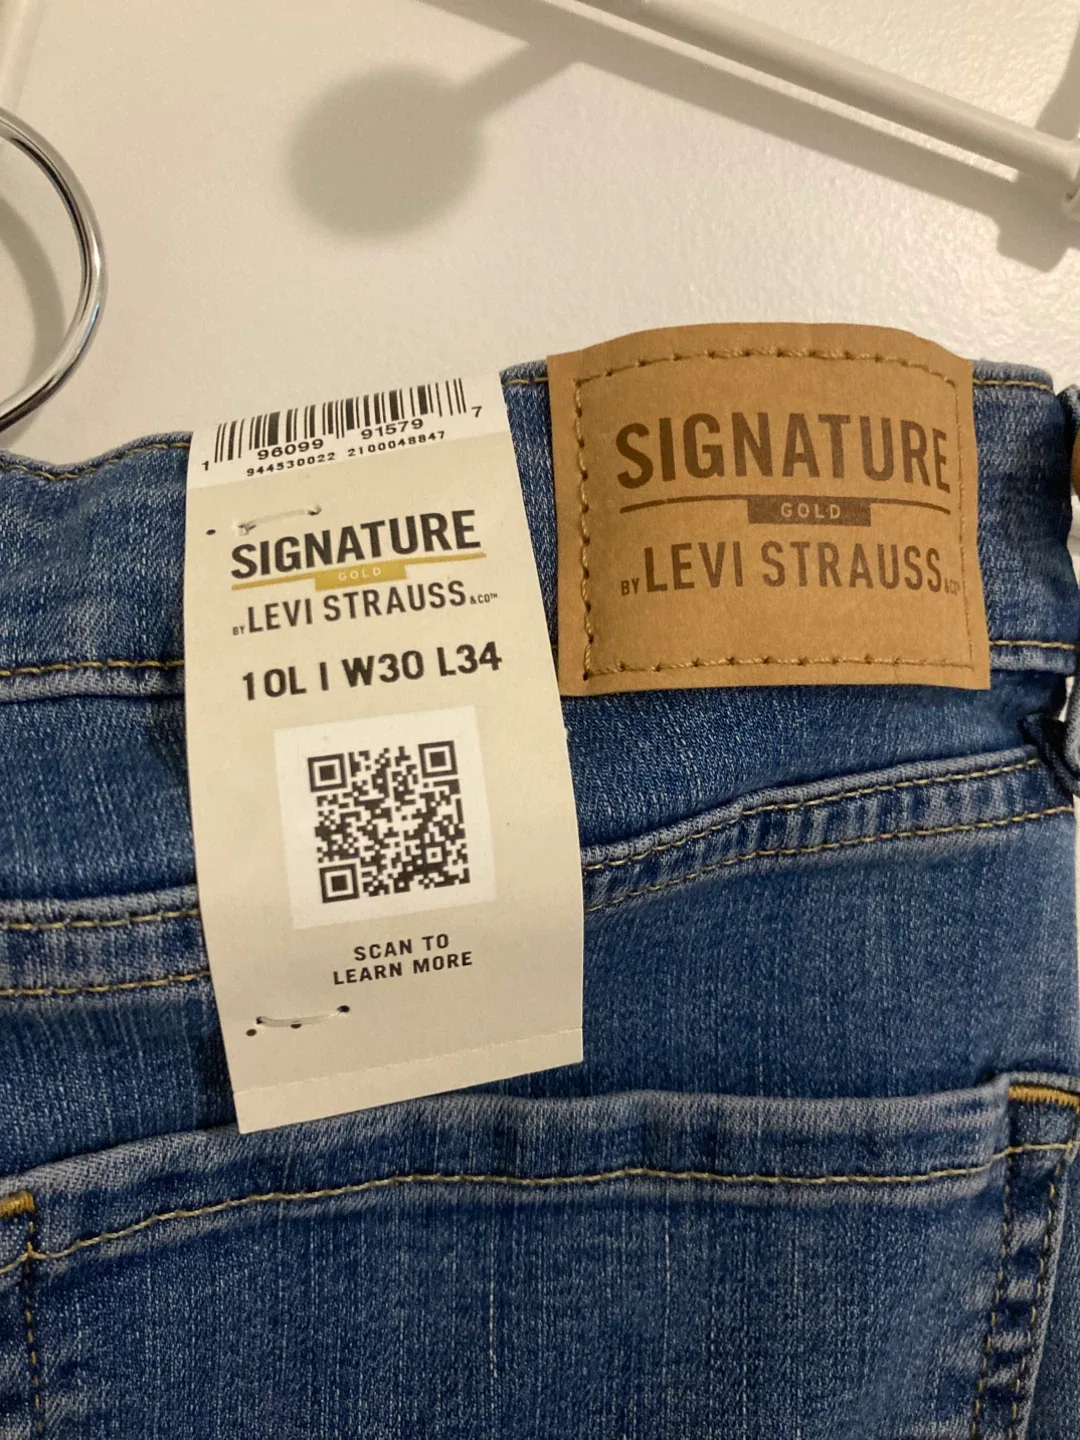 1 96099 91579 7
944530022 2100048847
SIGNATURE
GOLD
BY LEVI STRAUSS & CO™
10L | W30 L34
SCAN TO
LEARN MORE
SIGNATURE
GOLD
BY LEVI STRAUSS & CO™